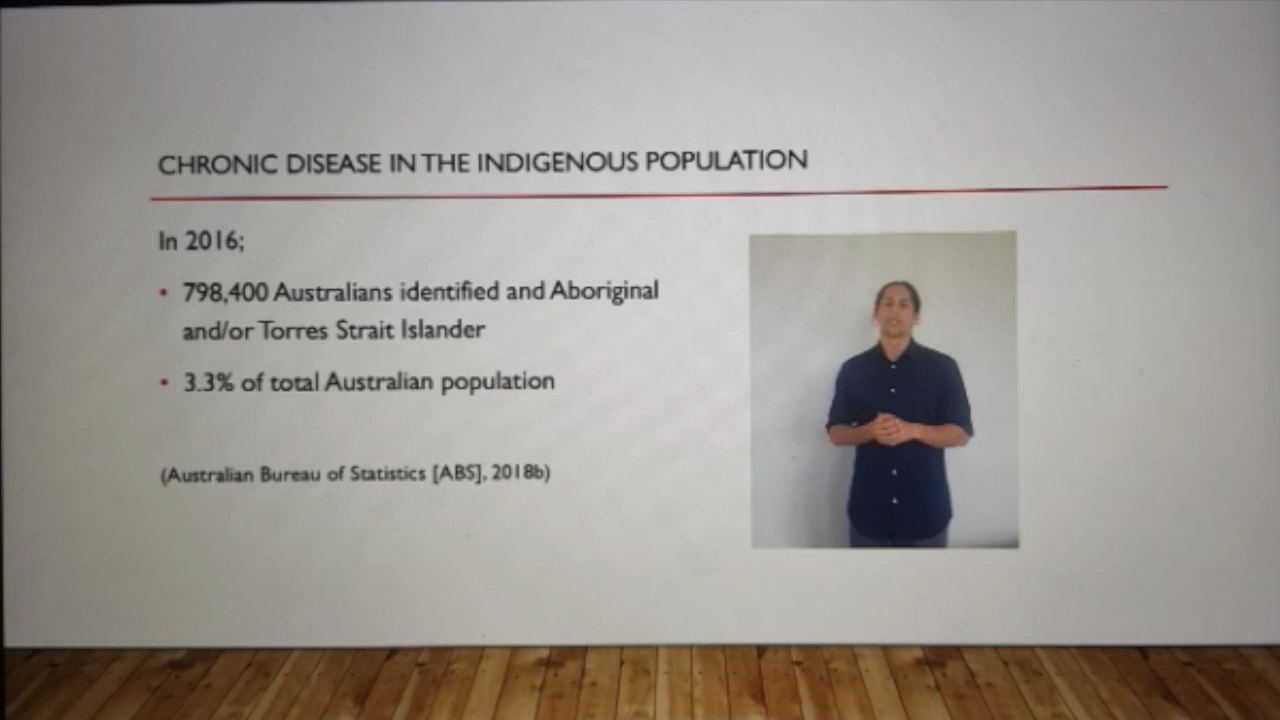 CHRONIC DISEASE IN THE INDIGENOUS POPULATION
In 2016;
• 798,400 Australians identified and Aboriginal
and/or Torres Strait Islander
• 3.3% of total Australian population
(Australian Bureau of Statistics [ABS], 2018b)